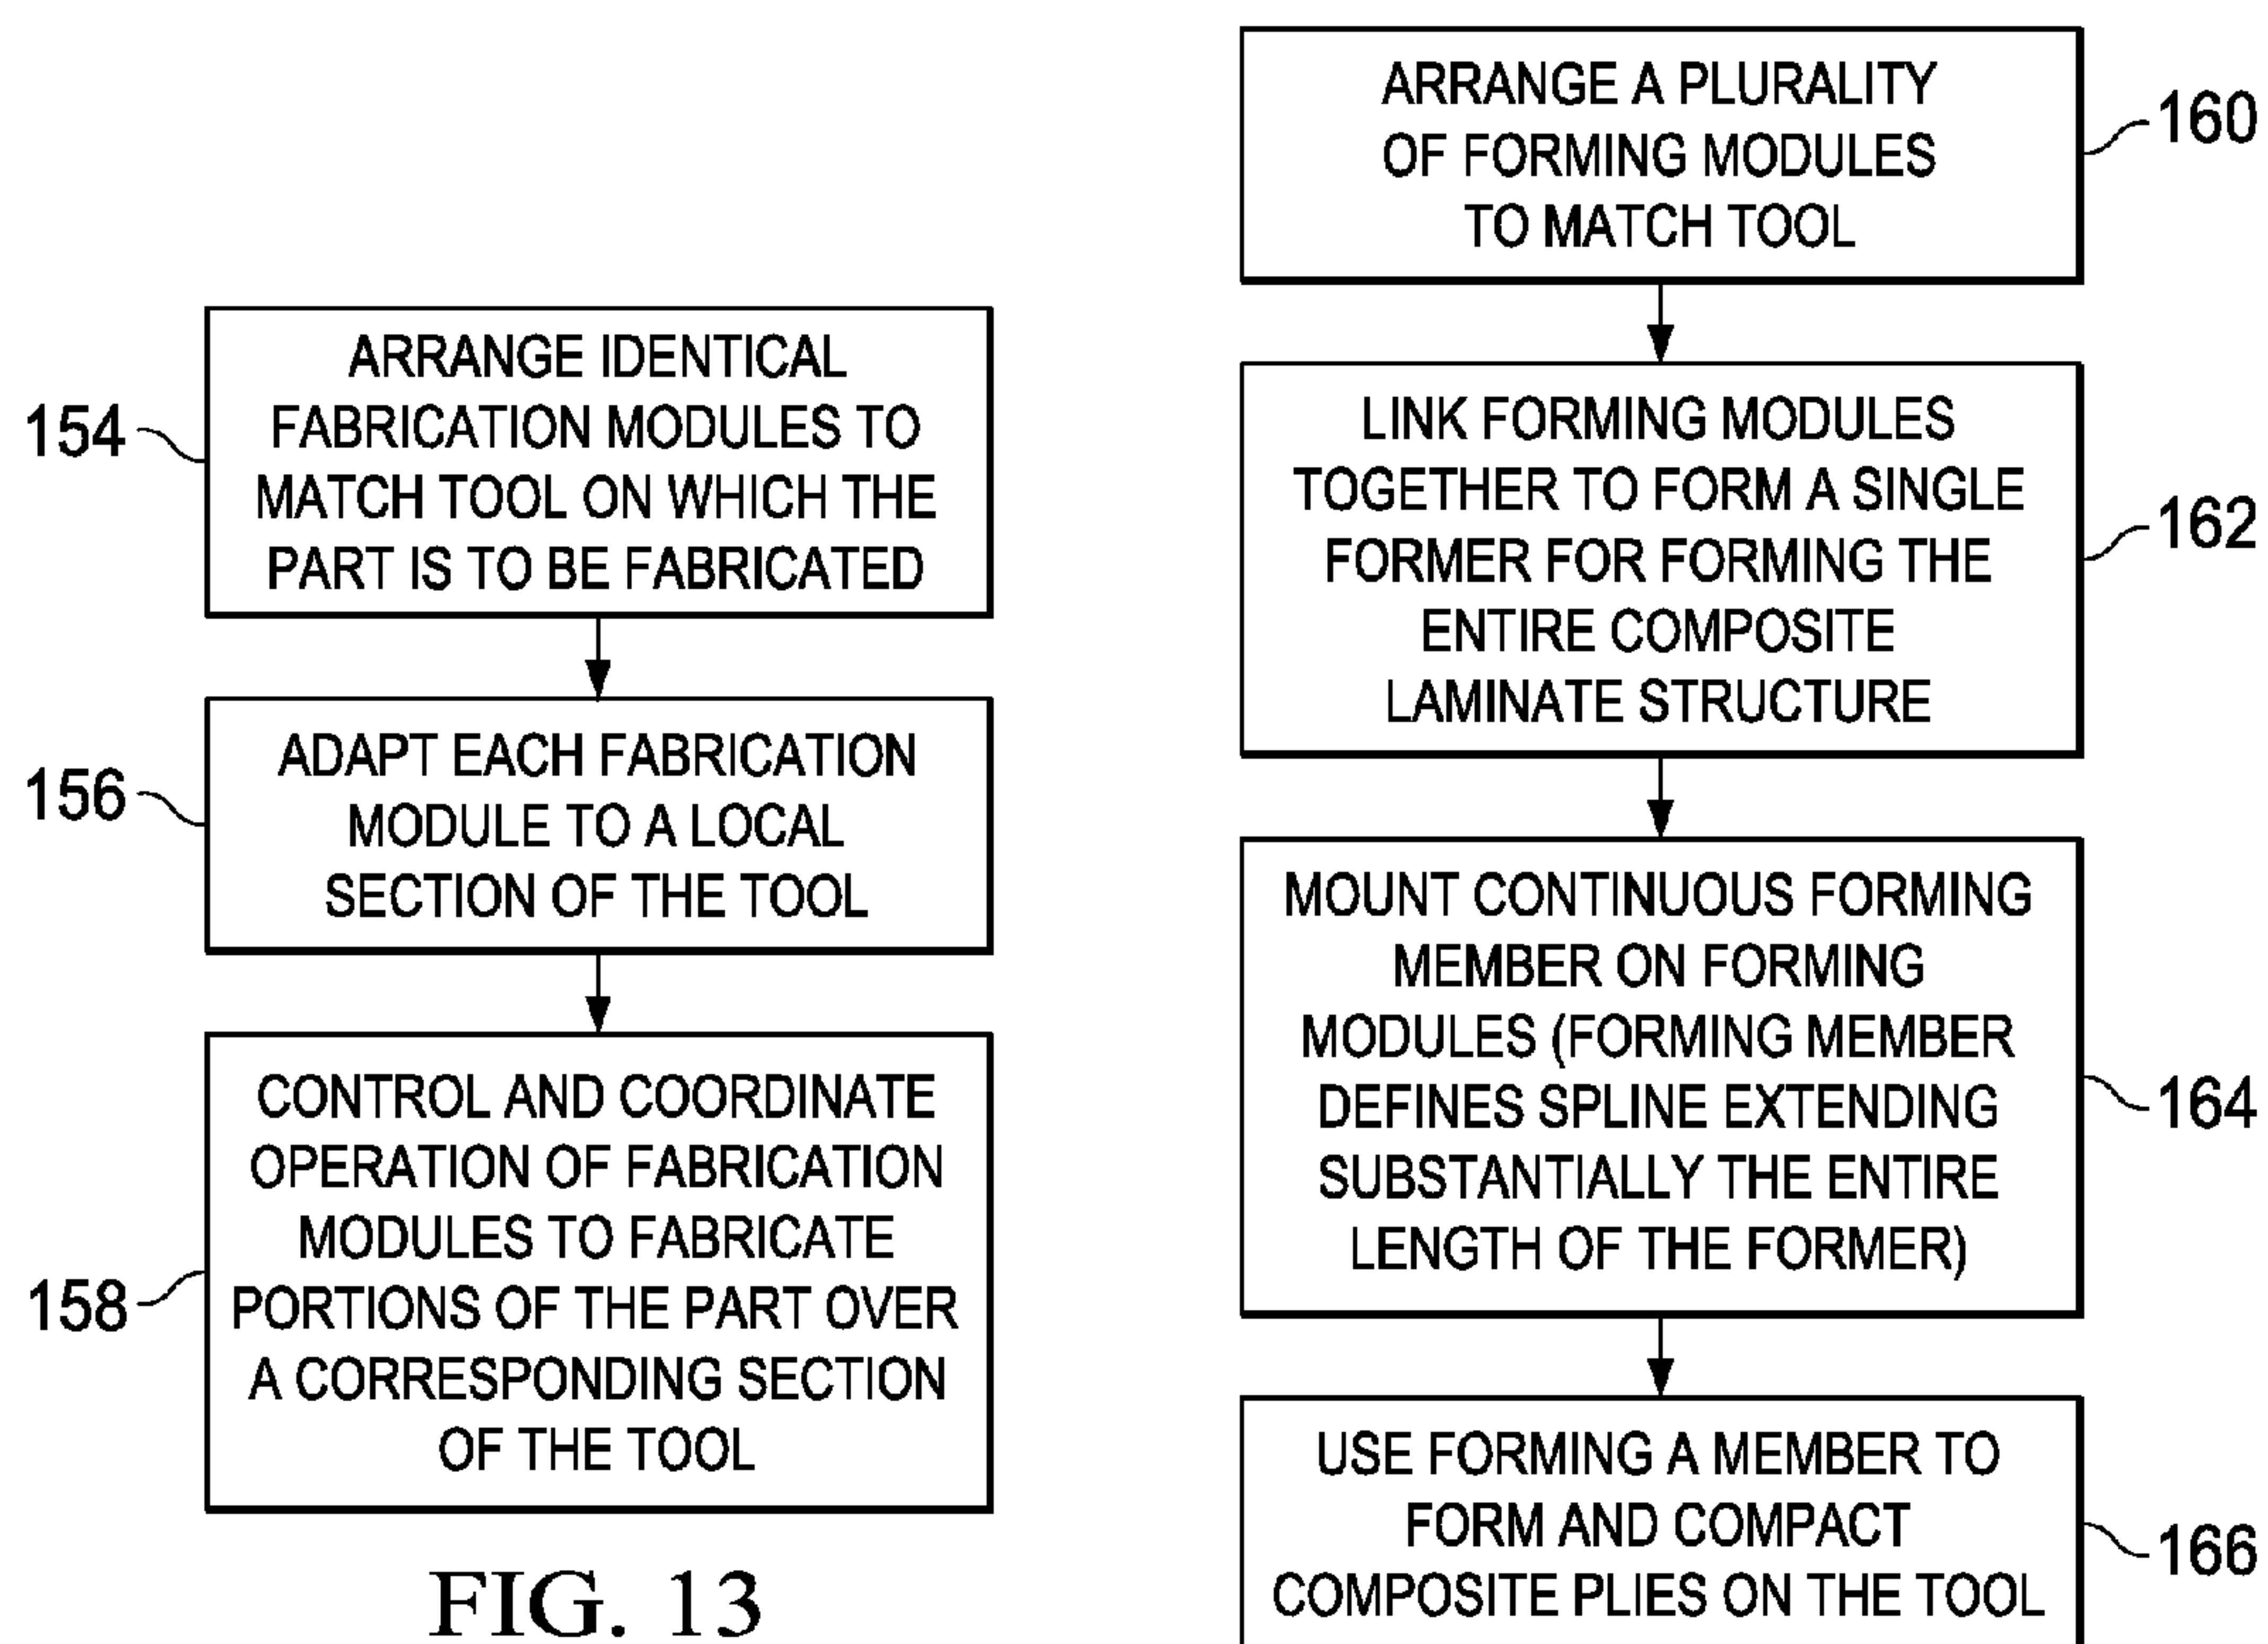 154
ARRANGE IDENTICAL
FABRICATION MODULES TO
MATCH TOOL ON WHICH THE
PART IS TO BE FABRICATED
156
ADAPT EACH FABRICATION
MODULE TO A LOCAL
SECTION OF THE TOOL
158
CONTROL AND COORDINATE
OPERATION OF FABRICATION
MODULES TO FABRICATE
PORTIONS OF THE PART OVER
A CORRESPONDING SECTION
OF THE TOOL
FIG. 13
ARRANGE A PLURALITY
OF FORMING MODULES
TO MATCH TOOL
160
LINK FORMING MODULES
TOGETHER TO FORM A SINGLE
FORMER FOR FORMING THE
ENTIRE COMPOSITE
LAMINATE STRUCTURE
162
MOUNT CONTINUOUS FORMING
MEMBER ON FORMING
MODULES (FORMING MEMBER
DEFINES SPLINE EXTENDING
SUBSTANTIALLY THE ENTIRE
LENGTH OF THE FORMER)
164
USE FORMING A MEMBER TO
FORM AND COMPACT
COMPOSITE PLIES ON THE TOOL
166